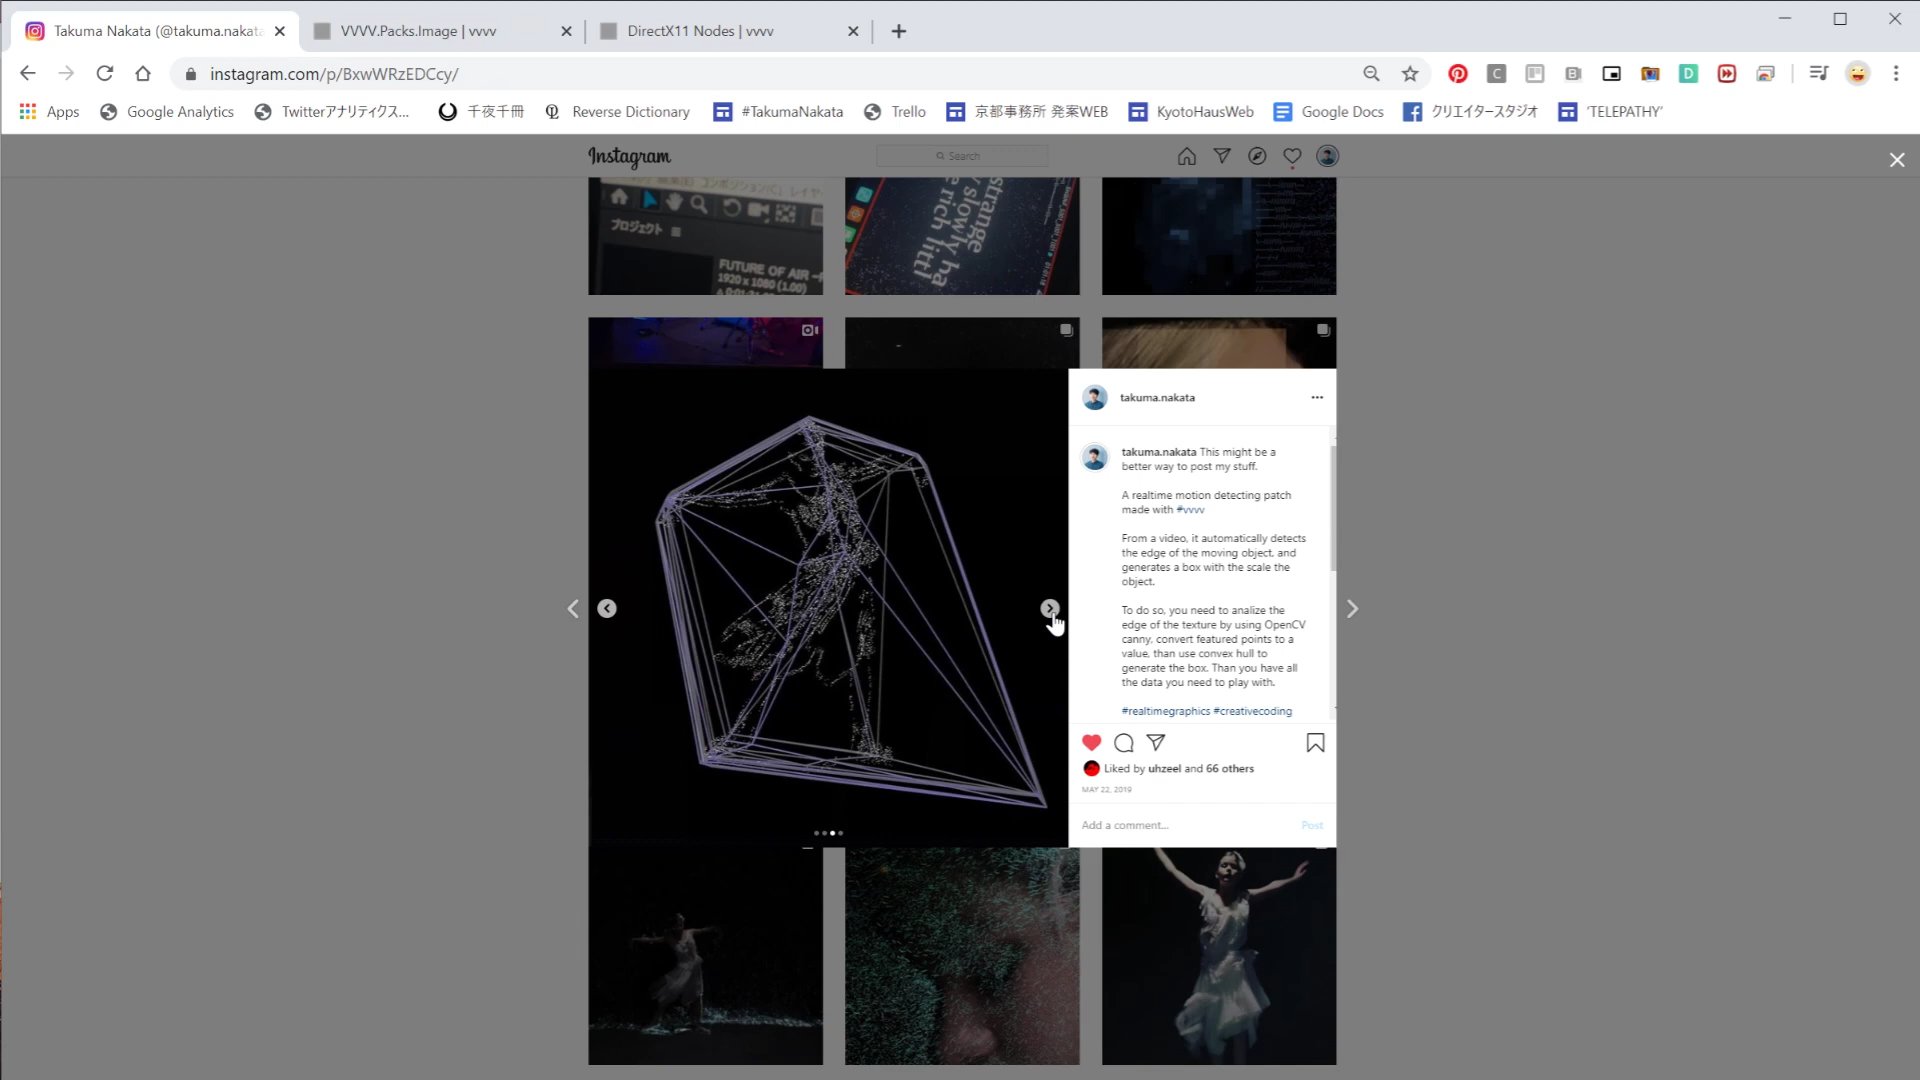 Takuma Nakata (@takuma.nakata
VVVV.Packs.Image | vvvv
DirectX11 Nodes | vvvv
instagram.com/p/BxwWRzEDCcy/
Apps
Google Analytics
Twitterアナリティクス...
千夜千冊
Reverse Dictionary
#TakumaNakata
Trello
京都事務所 発案WEB
KyotoHausWeb
Google Docs
クリエイタースタジオ
'TELEPATHY'
Instagram
Search
プロジェクト
FUTURE OF AIR
1920 x 1080 (1.00)
strange
slowly ha
rich littl
takuma.nakata
takuma.nakata This might be a
better way to post my stuff.
A realtime motion detecting patch
made with #vvvv
From a video, it automatically detects
the edge of the moving object, and
generates a box with the scale the
object.
To do so, you need to analize the
edge of the texture by using OpenCV
canny, convert featured points to a
value, than use convex hull to
generate the box. Than you have all
the data you need to play with.
#realtimegraphics #creativecoding
Liked by uhzeel and 66 others
MAY 22, 2019
Add a comment...
Post